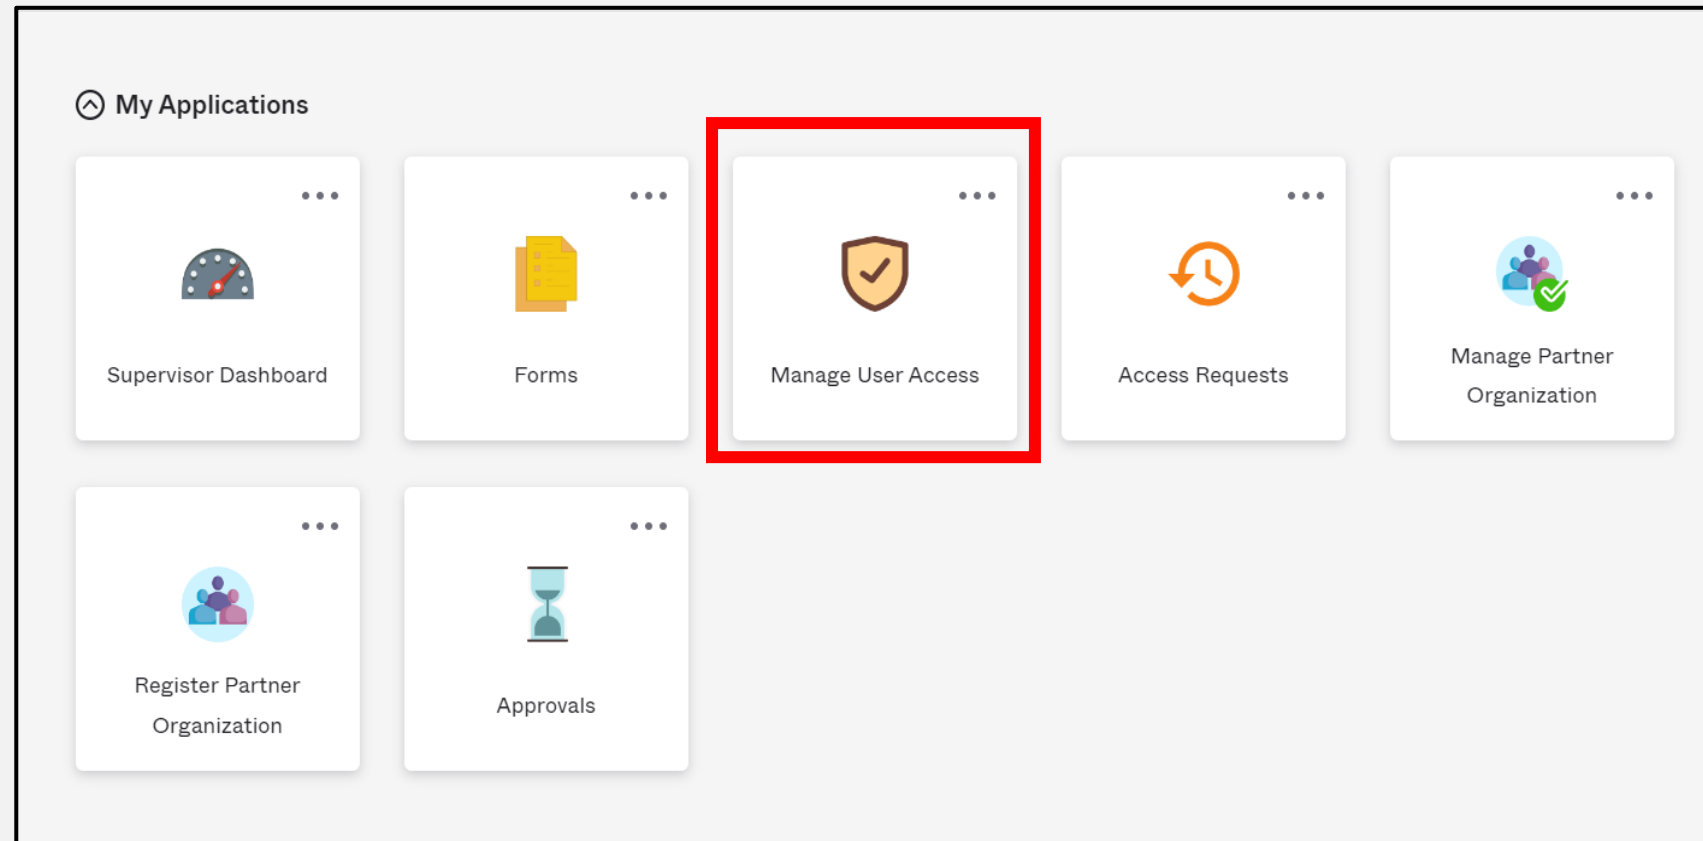 My Applications
Supervisor Dashboard
Forms
Manage User Access
Access Requests
Manage Partner
Organization
Register Partner
Organization
Approvals